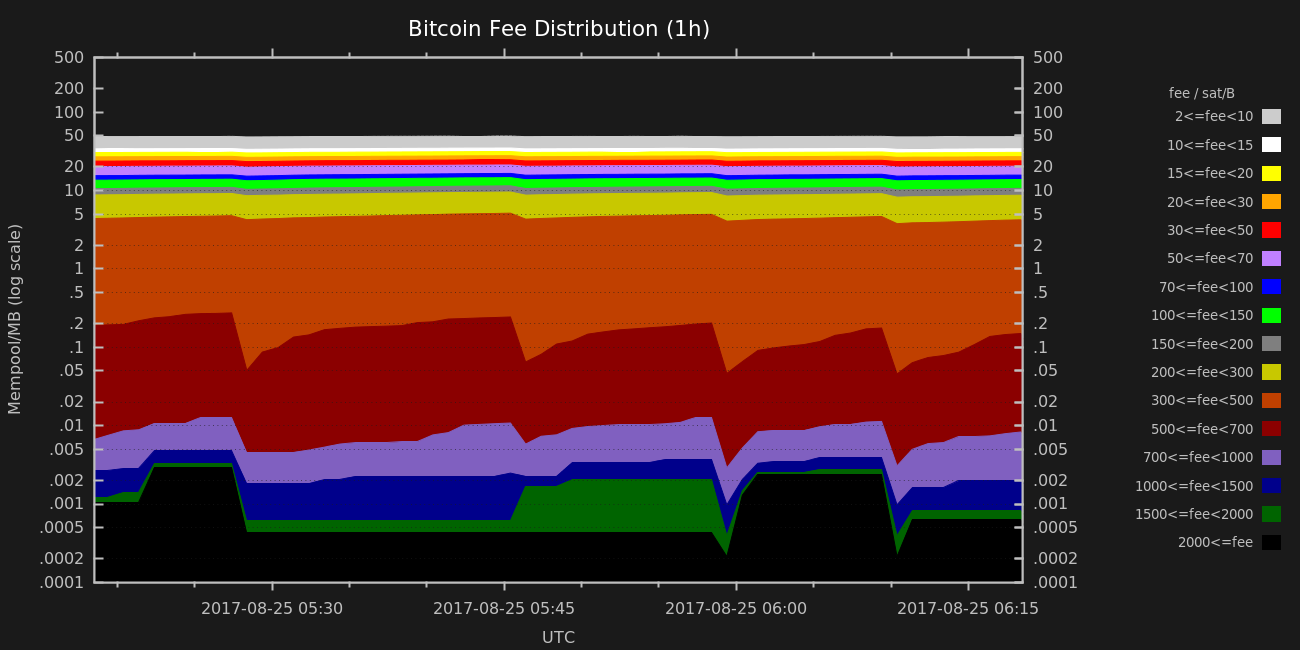 Bitcoin Fee Distribution (1h)
500 500
200 200
100 100
50 50
20 20
10 10
5 5
2 2
1 1
.5 .5
.2 .2
.1 .1
.05 .05
.02 .02
.01 .01
.005 .005
.002 .002
.001 .001
.0005 .0005
.0002 .0002
.0001 .0001
Mempool/MB (log scale)
2017-08-25 05:30 2017-08-25 05:45 2017-08-25 06:00 2017-08-25 06:15
UTC
fee / sat/B
2<=fee<10
10<=fee<15
15<=fee<20
20<=fee<30
30<=fee<50
50<=fee<70
70<=fee<100
100<=fee<150
150<=fee<200
200<=fee<300
300<=fee<500
500<=fee<700
700<=fee<1000
1000<=fee<1500
1500<=fee<2000
2000<=fee